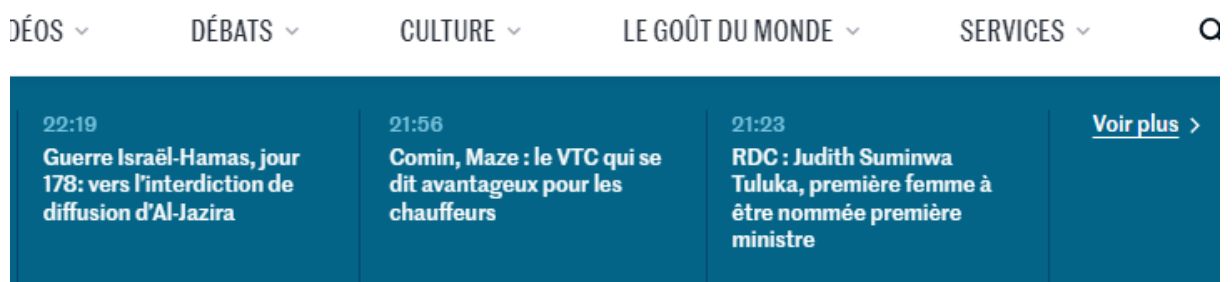 DÉOS
DÉBATS
CULTURE
LE GOÛT DU MONDE
SERVICES
22:19
Guerre Israël-Hamas, jour
178: vers l'interdiction de
diffusion d'Al-Jazira
21:56
Comin, Maze : le VTC qui se
dit avantageux pour les
chauffeurs
21:23
RDC : Judith Suminwa
Tuluka, première femme à
être nommée première
ministre
Voir plus >